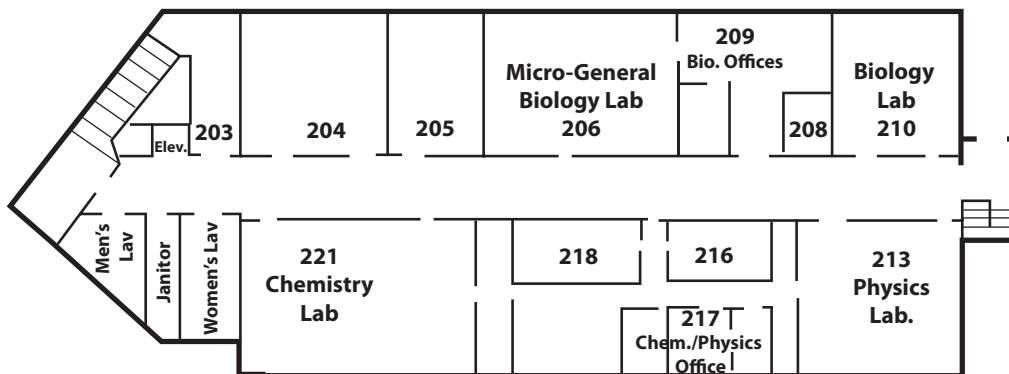 209
Bio. Offices
Micro-General
Biology Lab
206
Biology
Lab
210
203
204
205
208
Elev.
Men's
Lav
Janitor
Women's Lav
221
Chemistry
Lab
218
216
213
Physics
Lab.
217
Chem./Physics
Office